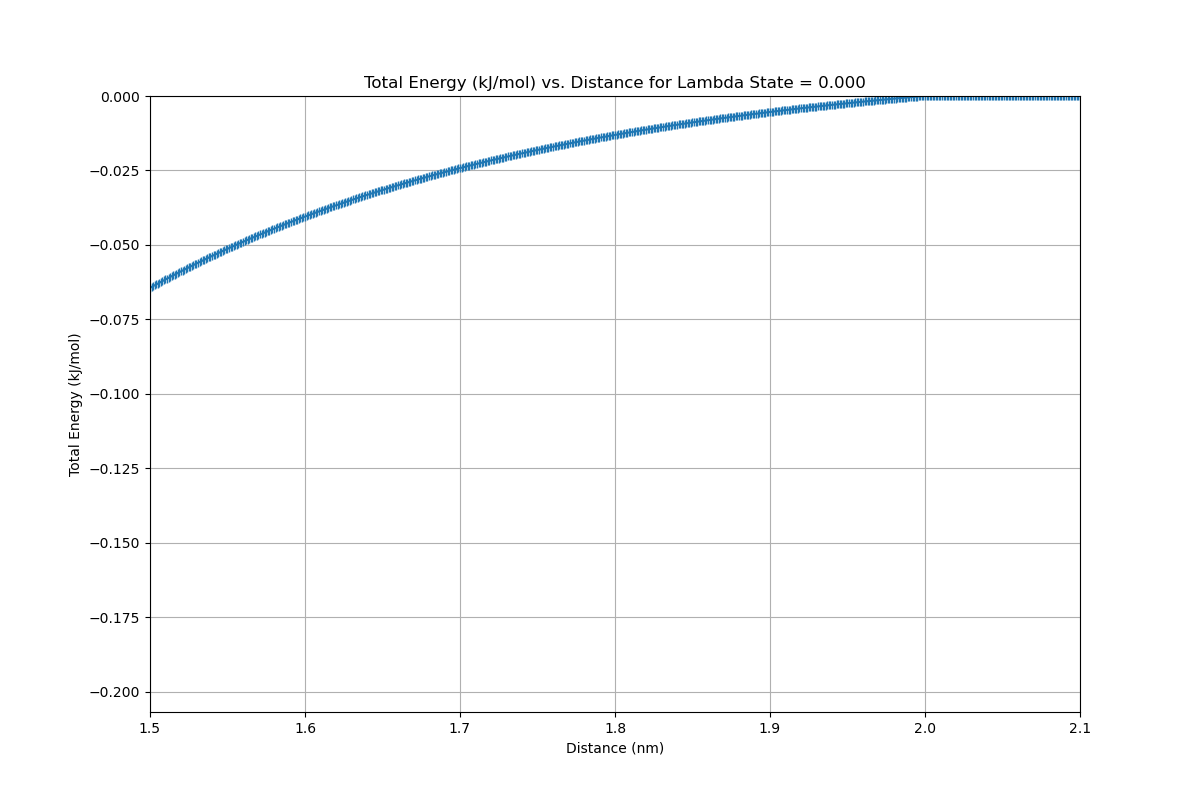 Total Energy (kJ/mol) vs. Distance for Lambda State = 0.000
0.000
−0.025
−0.050
−0.075
−0.100
−0.125
−0.150
−0.175
−0.200
Total Energy (kJ/mol)
1.5 1.6 1.7 1.8 1.9 2.0 2.1
Distance (nm)